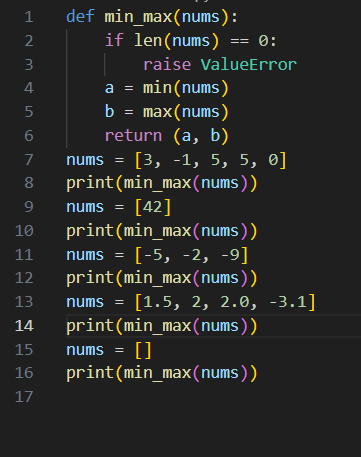 1 def min_max(nums):
2     if len(nums) == 0:
3         raise ValueError
4     a = min(nums)
5     b = max(nums)
6     return (a, b)
7 nums = [3, -1, 5, 5, 0]
8 print(min_max(nums))
9 nums = [42]
10 print(min_max(nums))
11 nums = [-5, -2, -9]
12 print(min_max(nums))
13 nums = [1.5, 2, 2.0, -3.1]
14 print(min_max(nums))
15 nums = []
16 print(min_max(nums))
17